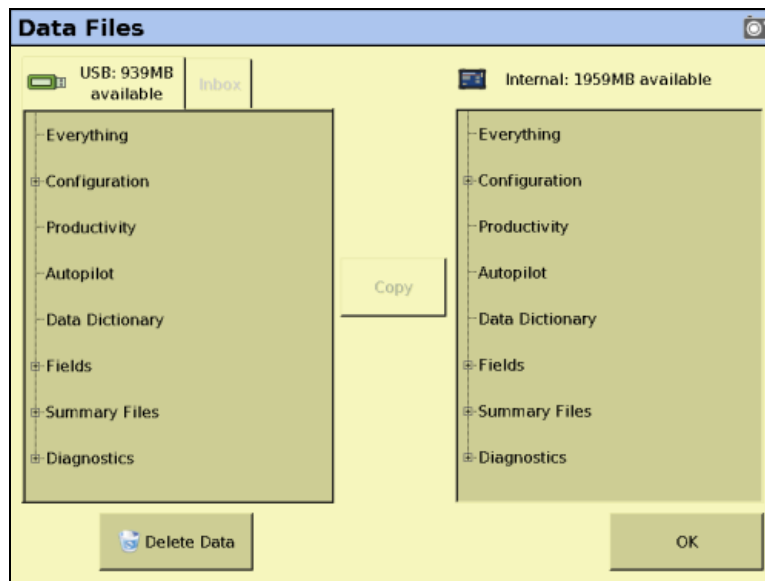 Data Files
USB: 939MB
available
Inbox
Internal: 1959MB available
Everything
Configuration
Productivity
Autopilot
Data Dictionary
Fields
Summary Files
Diagnostics
Copy
Everything
Configuration
Productivity
Autopilot
Data Dictionary
Fields
Summary Files
Diagnostics
Delete Data
OK